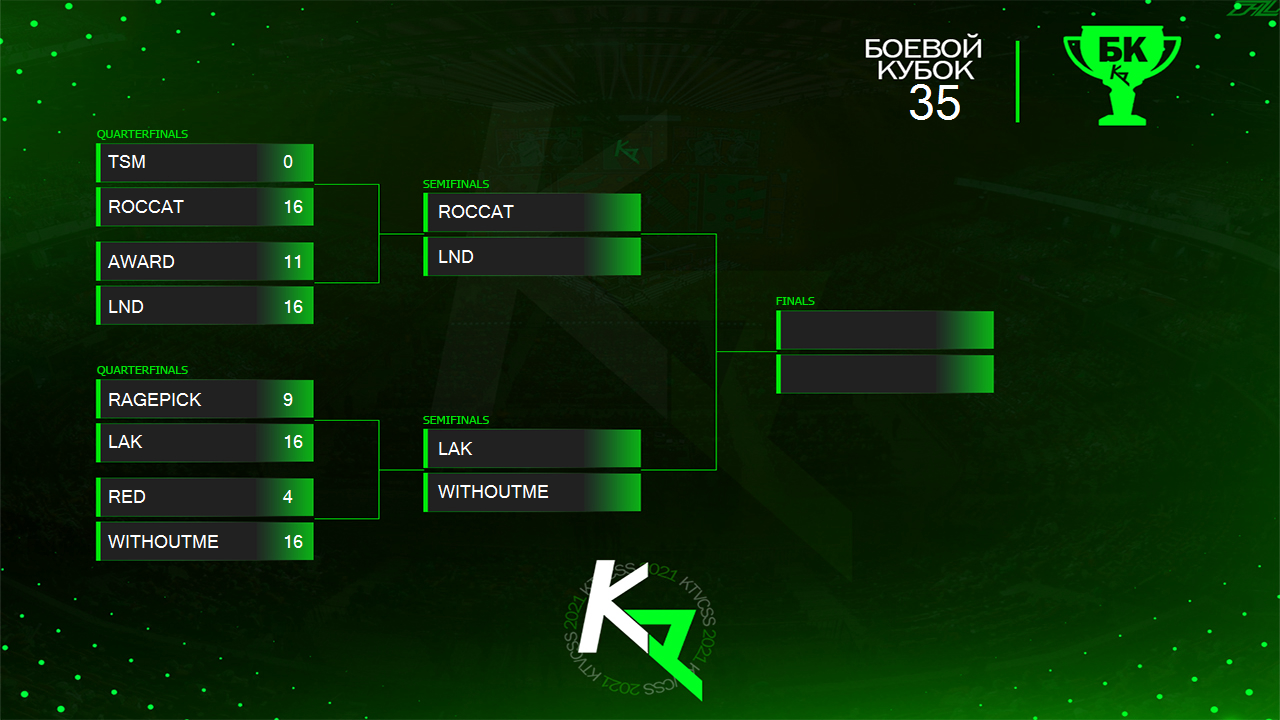 БОЕВОЙ
КУБОК
35
БК
QUARTERFINALS
TSM 0
ROCCAT 16
AWARD 11
LND 16
QUARTERFINALS
RAGEPICK 9
LAK 16
RED 4
WITHOUTME 16
SEMIFINALS
ROCCAT
LND
SEMIFINALS
LAK
WITHOUTME
FINALS
KTVCSS 2021 KTVCSS 2021 KTVCSS 2021